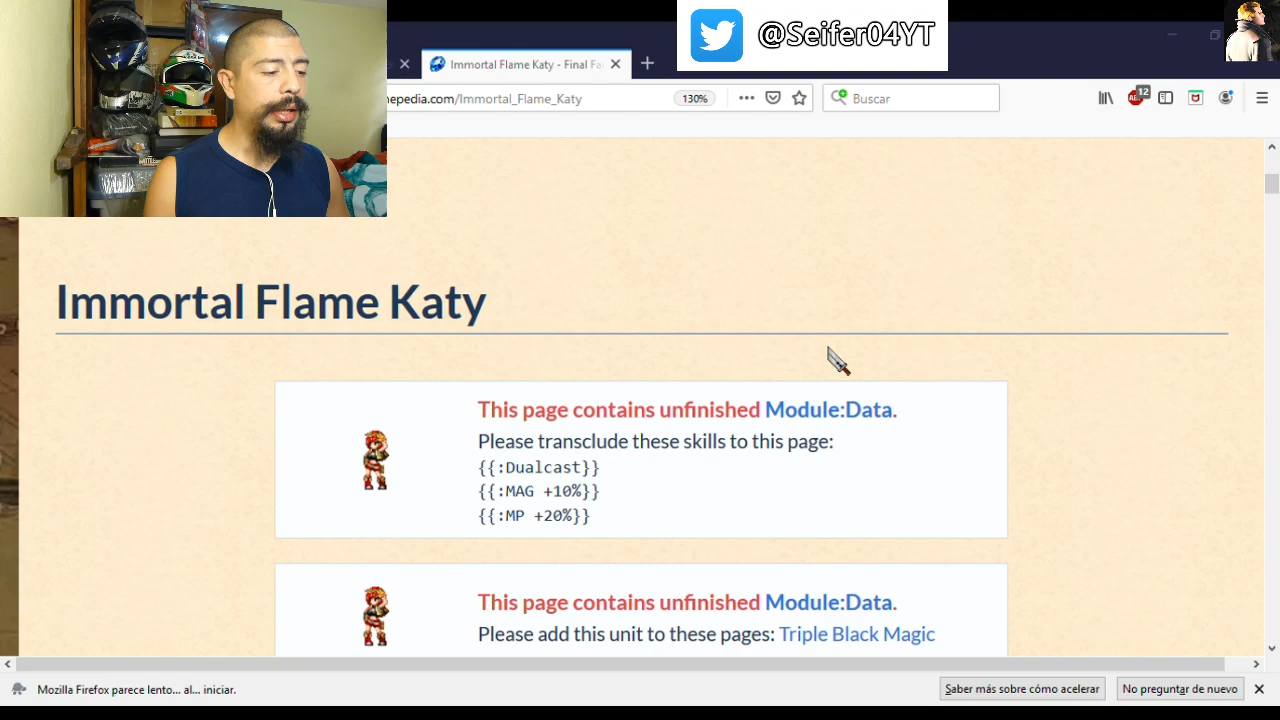 @Seifer04YT
Immortal Flame Katy - Final Fa
nepedia.com/Immortal_Flame_Katy
130%
Buscar
12
Immortal Flame Katy
This page contains unfinished Module:Data.
Please transclude these skills to this page:
{{:Dualcast}}
{{:MAG +10%}}
{{:MP +20%}}
This page contains unfinished Module:Data.
Please add this unit to these pages: Triple Black Magic
Mozilla Firefox parece lento... al... iniciar.
Saber más sobre cómo acelerar
No preguntar de nuevo